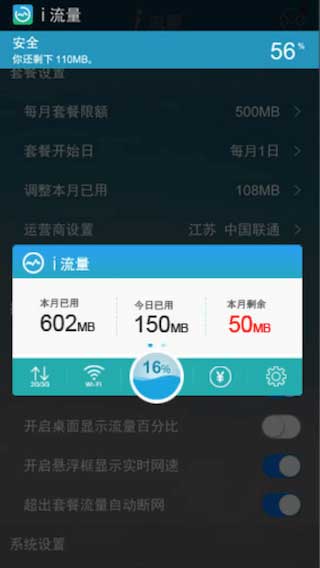 i 流量
安全
56%
你还剩下 110MB。
套餐设置
每月套餐限额 500MB
套餐开始日 每月1日
调整本月已用 108MB
运营商设置 江苏 中国联通
i 流量
本月已用 今日已用 本月剩余
602MB 150MB 50MB
2G/3G Wi-Fi 16% ¥
开启桌面显示流量百分比
开启悬浮框显示实时网速
超出套餐流量自动断网
系统设置